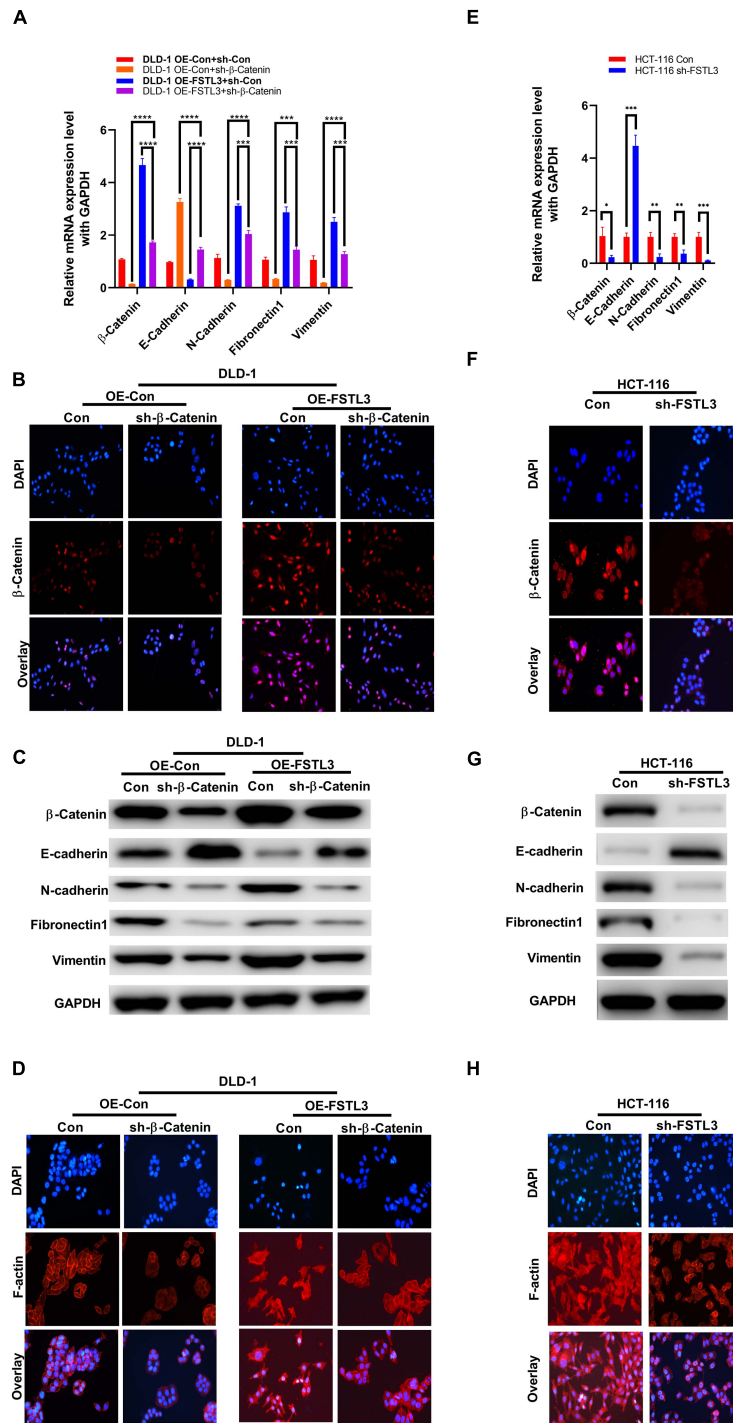 A
DLD-1 OE-Con+sh-Con
DLD-1 OE-Con+sh-β-Catenin
DLD-1 OE-FSTL3+sh-Con
DLD-1 OE-FSTL3+sh-β-Catenin
Relative mRNA expression level
with GAPDH
6
4
2
0
**** **** **** *** ****
**** **** *** *** ***
β-Catenin
E-Cadherin
N-Cadherin
Fibronectin1
Vimentin
E
HCT-116 Con
HCT-116 sh-FSTL3
Relative mRNA expression level
with GAPDH
6
4
2
0
* *** ** ** ***
β-Catenin
E-Cadherin
N-Cadherin
Fibronectin1
Vimentin
B
DLD-1
OE-Con OE-FSTL3
Con sh-β-Catenin Con sh-β-Catenin
DAPI
β-Catenin
Overlay
F
HCT-116
Con sh-FSTL3
DAPI
β-Catenin
Overlay
C
DLD-1
OE-Con OE-FSTL3
Con sh-β-Catenin Con sh-β-Catenin
β-Catenin
E-cadherin
N-cadherin
Fibronectin1
Vimentin
GAPDH
G
HCT-116
Con sh-FSTL3
β-Catenin
E-cadherin
N-cadherin
Fibronectin1
Vimentin
GAPDH
D
DLD-1
OE-Con OE-FSTL3
Con sh-β-Catenin Con sh-β-Catenin
DAPI
F-actin
Overlay
H
HCT-116
Con sh-FSTL3
DAPI
F-actin
Overlay